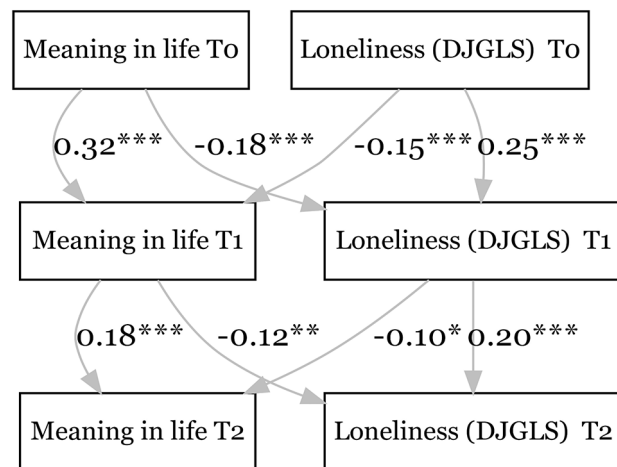 Meaning in life T0 Loneliness (DJGLS) T0
0.32*** -0.18*** -0.15*** 0.25***
Meaning in life T1 Loneliness (DJGLS) T1
0.18*** -0.12** -0.10* 0.20***
Meaning in life T2 Loneliness (DJGLS) T2